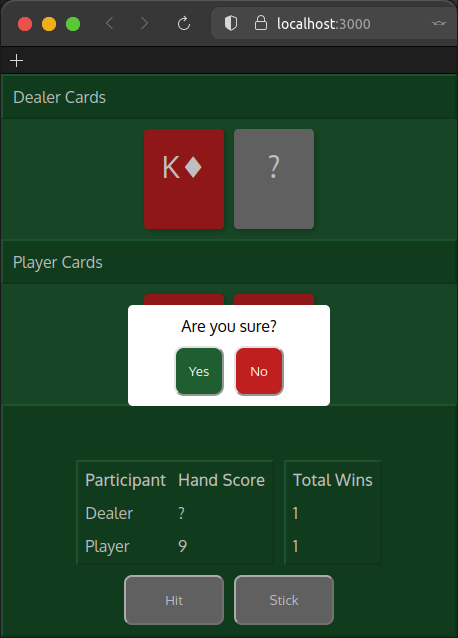 localhost:3000
Dealer Cards
K♦ ?
Player Cards
Are you sure?
Yes No
Participant Hand Score Total Wins
Dealer ? 1
Player 9 1
Hit Stick